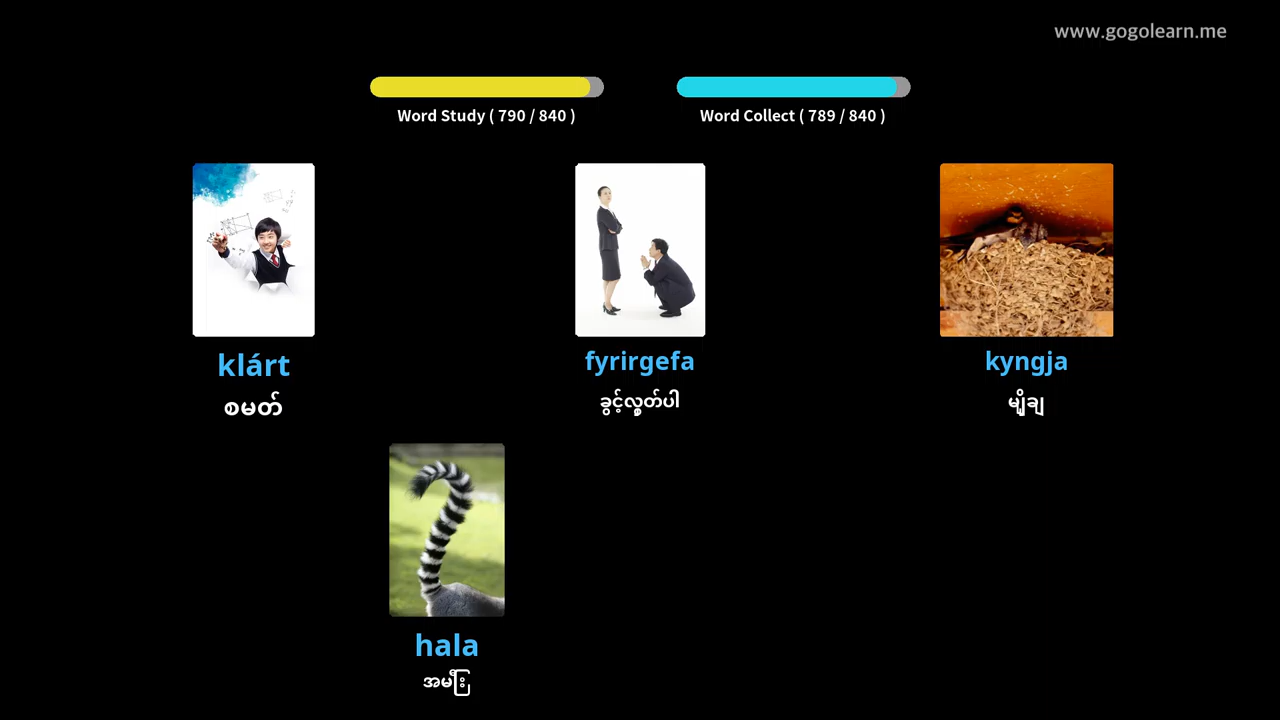 www.gogolearn.me
Word Study ( 790 / 840 )
Word Collect ( 789 / 840 )
klárt
စမတ်
fyrirgefa
ခွင့်လွှတ်ပါ
kyngja
မျိုချ
hala
အမြီး